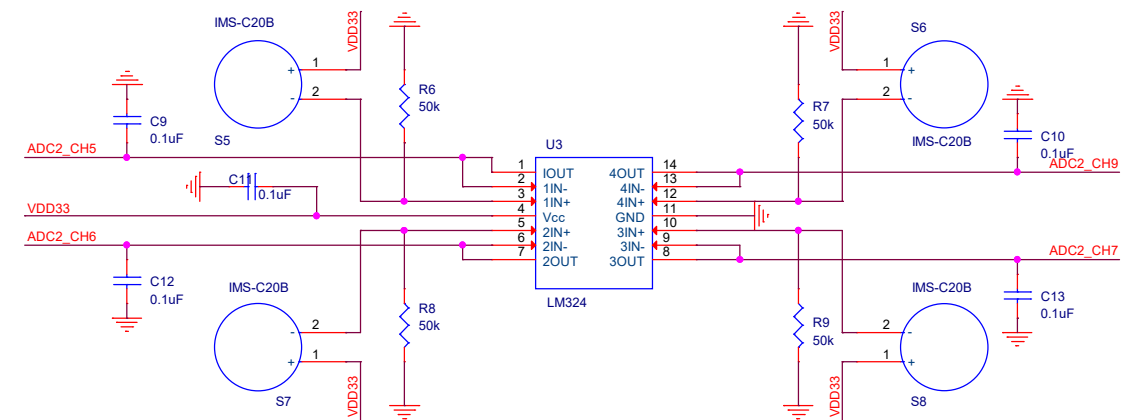 IMS-C20B
VDD33
VDD33
S6
1
+
2
-
R6
50k
1
+
2
-
C9
0.1uF
S5
R7
50k
IMS-C20B
C10
0.1uF
ADC2_CH5
U3
ADC2_CH9
1 IOUT 4OUT 14
2 1IN- 4IN- 13
3 1IN+ 4IN+ 12
4 Vcc GND 11
5 2IN+ 3IN+ 10
6 2IN- 3IN- 9
7 2OUT 3OUT 8
LM324
C11
0.1uF
VDD33
ADC2_CH6
ADC2_CH7
C12
0.1uF
IMS-C20B
R8
50k
R9
50k
IMS-C20B
C13
0.1uF
-
2
+
1
2
-
1
+
S7
VDD33
VDD33
S8